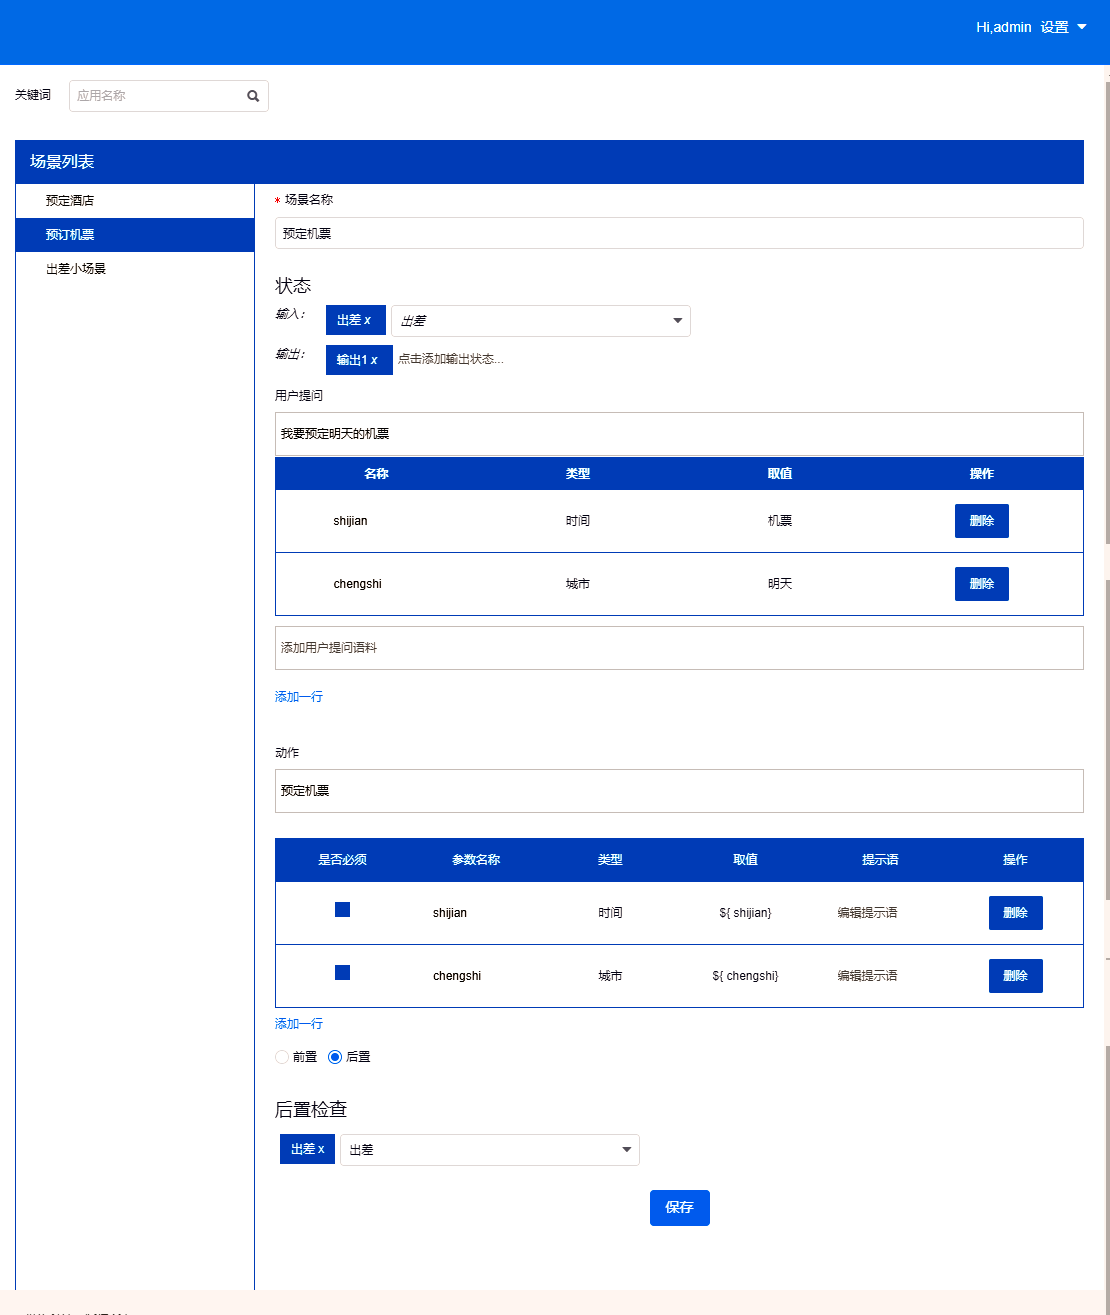 Hi,admin 设置
关键词 应用名称
场景列表
预定酒店
预订机票
出差小场景
* 场景名称
预定机票
状态
输入： 出差 x 出差
输出： 输出1 x 点击添加输出状态...
用户提问
我要预定明天的机票
名称 类型 取值 操作
shijian 时间 机票 删除
chengshi 城市 明天 删除
添加用户提问语料
添加一行
动作
预定机票
是否必须 参数名称 类型 取值 提示语 操作
shijian 时间 ${ shijian} 编辑提示语 删除
chengshi 城市 ${ chengshi} 编辑提示语 删除
添加一行
前置 后置
后置检查
出差 x 出差
保存